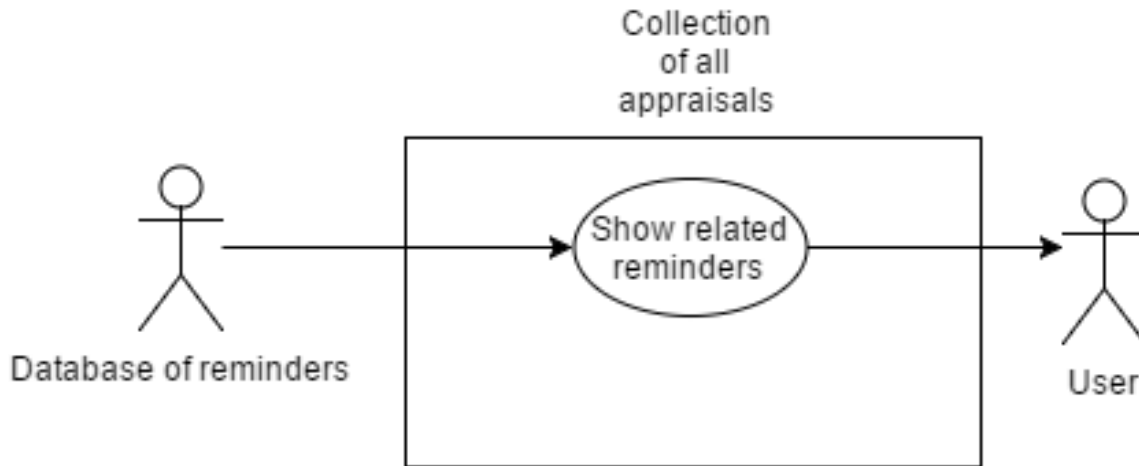 Collection
of all
appraisals
Show related
reminders
Database of reminders
User